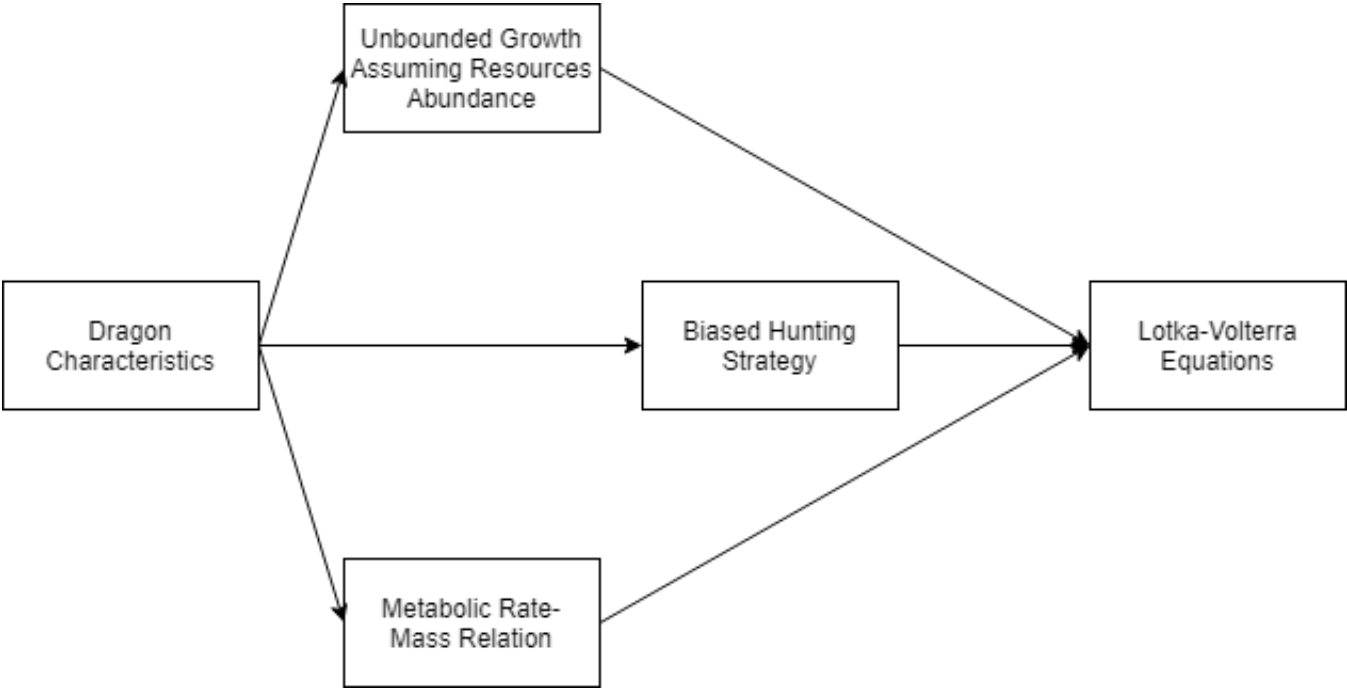 Unbounded Growth
Assuming Resources
Abundance
Dragon
Characteristics
Biased Hunting
Strategy
Lotka-Volterra
Equations
Metabolic Rate-
Mass Relation